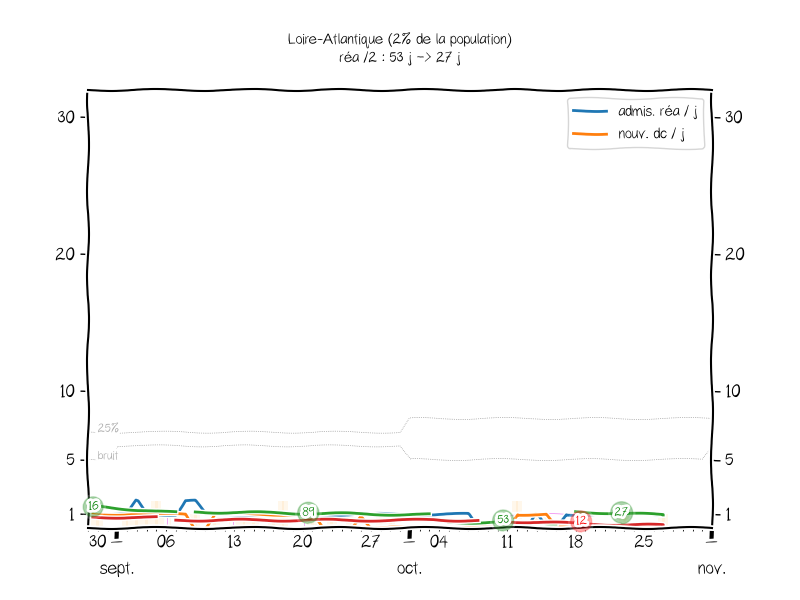 Loire-Atlantique (2% de la population)
réa /2 : 53 j -> 27 j
admis. réa / j
nouv. dc / j
30 30
20 20
10 10
25%
bruit
5 5
16 89 53 12 27
1 1
30 06 13 20 27 04 11 18 25
sept. oct. nov.